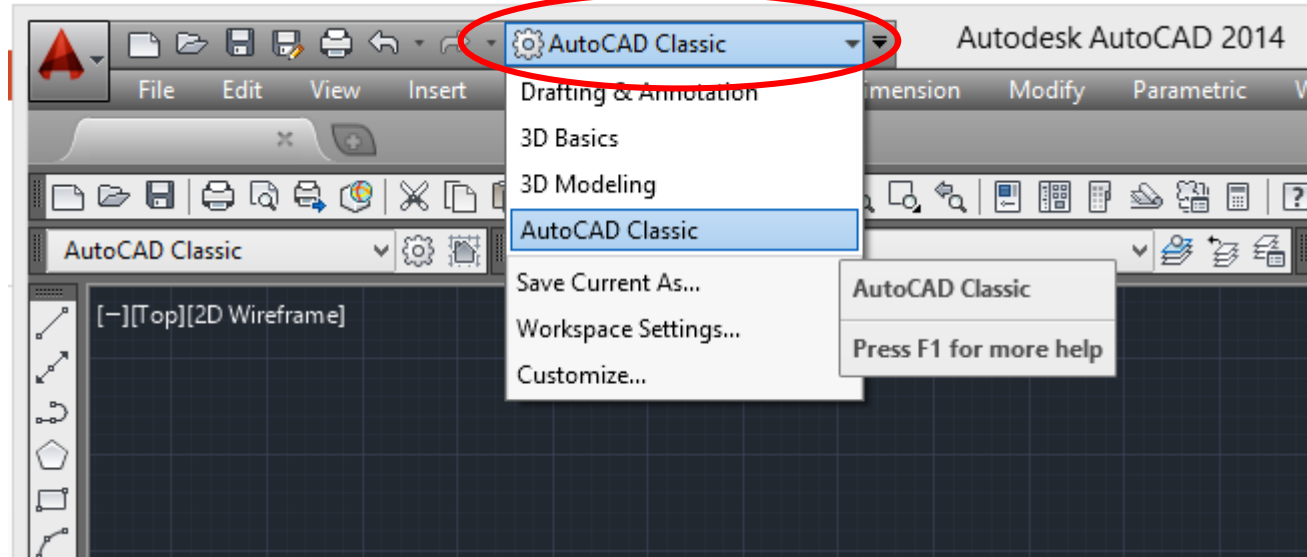 AutoCAD Classic
Autodesk AutoCAD 2014
File Edit View Insert
imension Modify Parametric
Drafting & Annotation
3D Basics
3D Modeling
AutoCAD Classic
Save Current As...
Workspace Settings...
Customize...
AutoCAD Classic
AutoCAD Classic
Press F1 for more help
[−][Top][2D Wireframe]